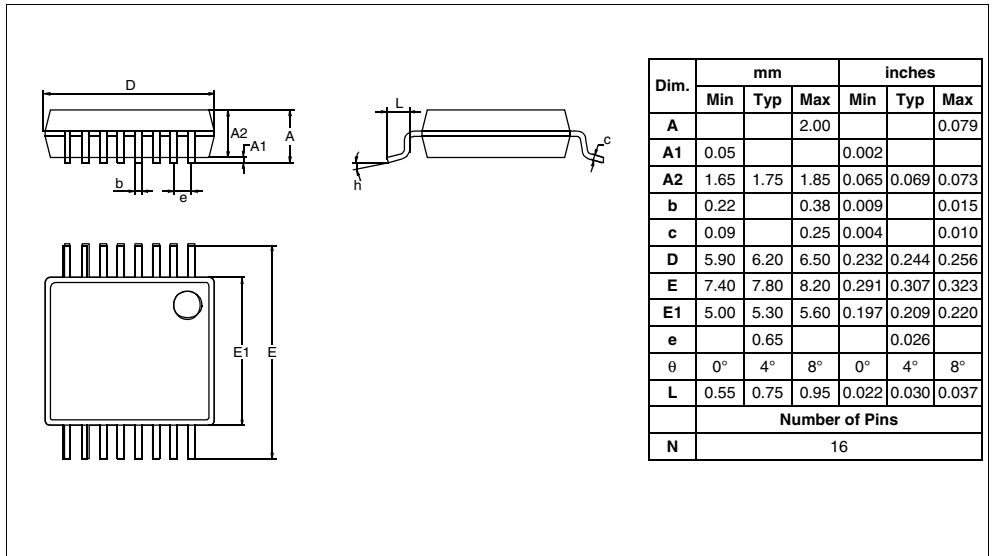 D
A2
A
A1
b
e
L
c
h
E1
E
Dim. mm inches
Min Typ Max Min Typ Max
A 2.00 0.079
A1 0.05 0.002
A2 1.65 1.75 1.85 0.065 0.069 0.073
b 0.22 0.38 0.009 0.015
c 0.09 0.25 0.004 0.010
D 5.90 6.20 6.50 0.232 0.244 0.256
E 7.40 7.80 8.20 0.291 0.307 0.323
E1 5.00 5.30 5.60 0.197 0.209 0.220
e 0.65 0.026
θ 0° 4° 8° 0° 4° 8°
L 0.55 0.75 0.95 0.022 0.030 0.037
Number of Pins
N 16